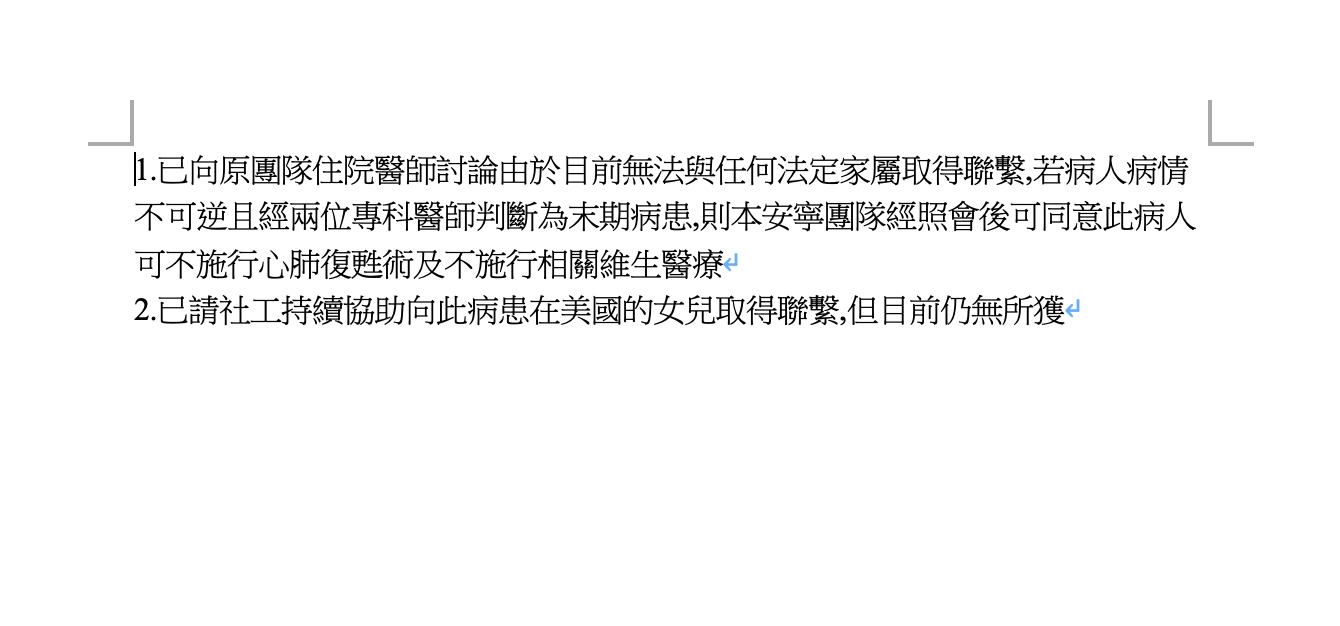 1.已向原團隊住院醫師討論由於目前無法與任何法定家屬取得聯繫,若病人病情
不可逆且經兩位專科醫師判斷為末期病患,則本安寧團隊經照會後可同意此病人
可不施行心肺復甦術及不施行相關維生醫療
2.已請社工持續協助向此病患在美國的女兒取得聯繫,但目前仍無所獲